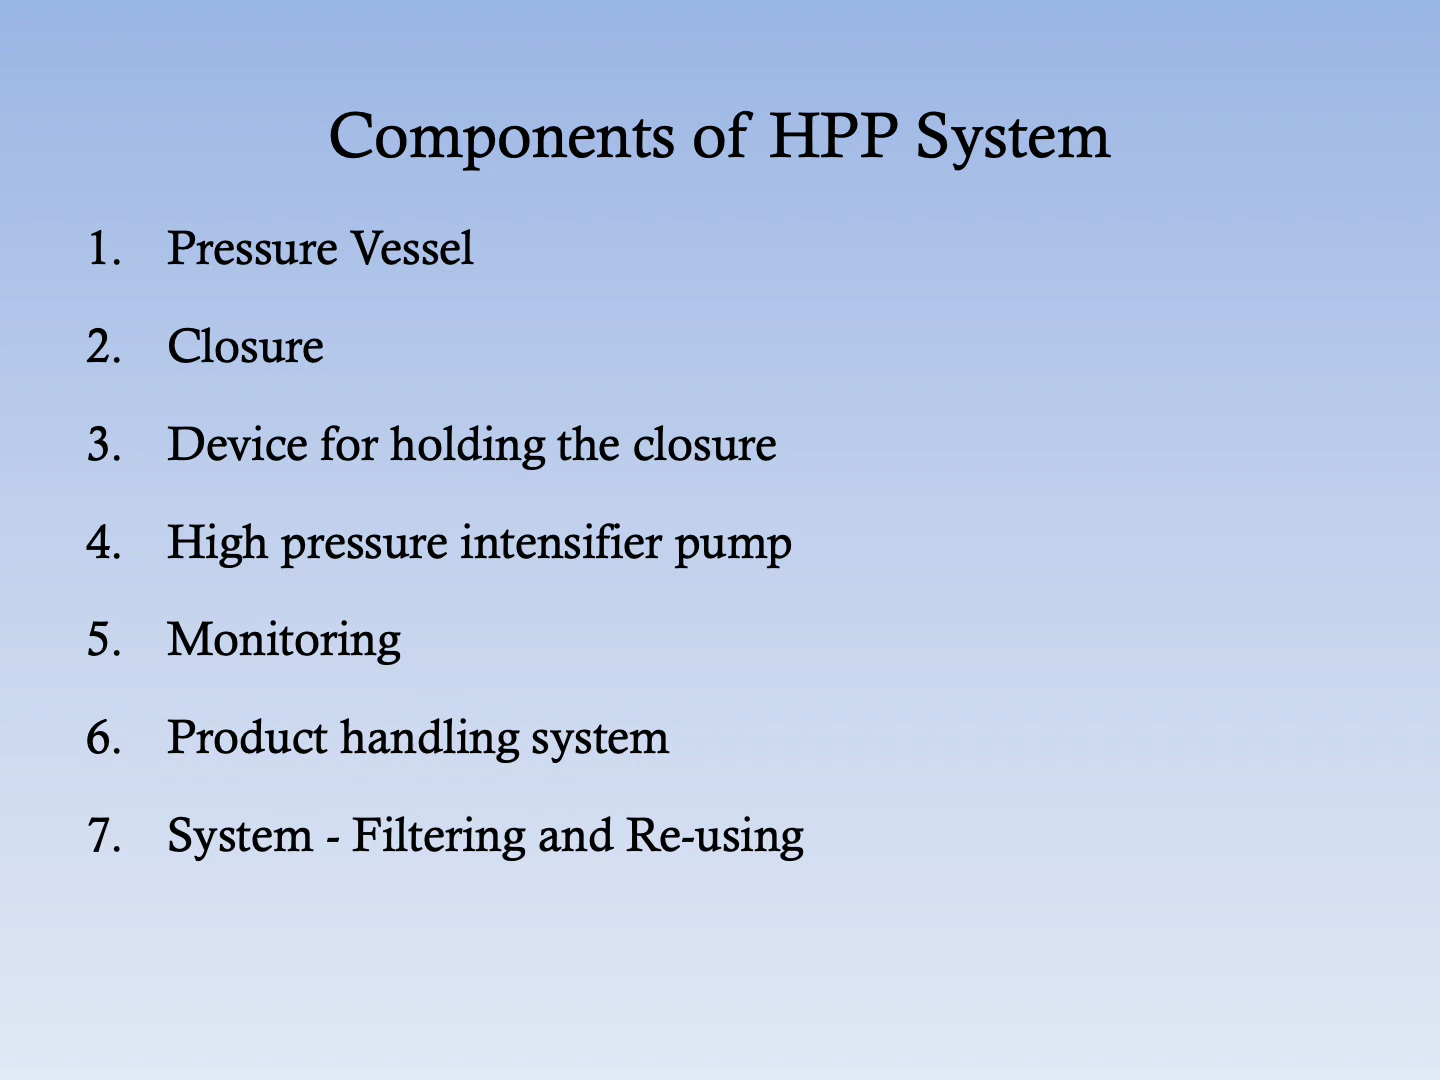 Components of HPP System
1. Pressure Vessel
2. Closure
3. Device for holding the closure
4. High pressure intensifier pump
5. Monitoring
6. Product handling system
7. System - Filtering and Re-using